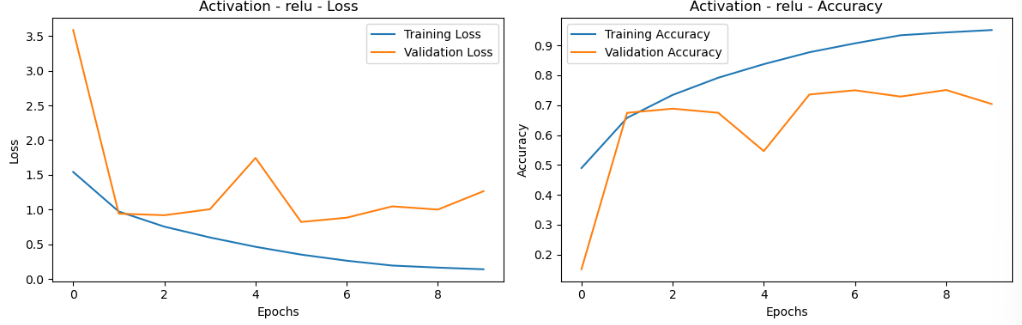 Activation - relu - Loss
3.5
3.0
2.5
2.0
1.5
1.0
0.5
0.0
Loss
Training Loss
Validation Loss
0 2 4 6 8
Epochs
Activation - relu - Accuracy
0.9
0.8
0.7
0.6
0.5
0.4
0.3
0.2
Accuracy
Training Accuracy
Validation Accuracy
0 2 4 6 8
Epochs